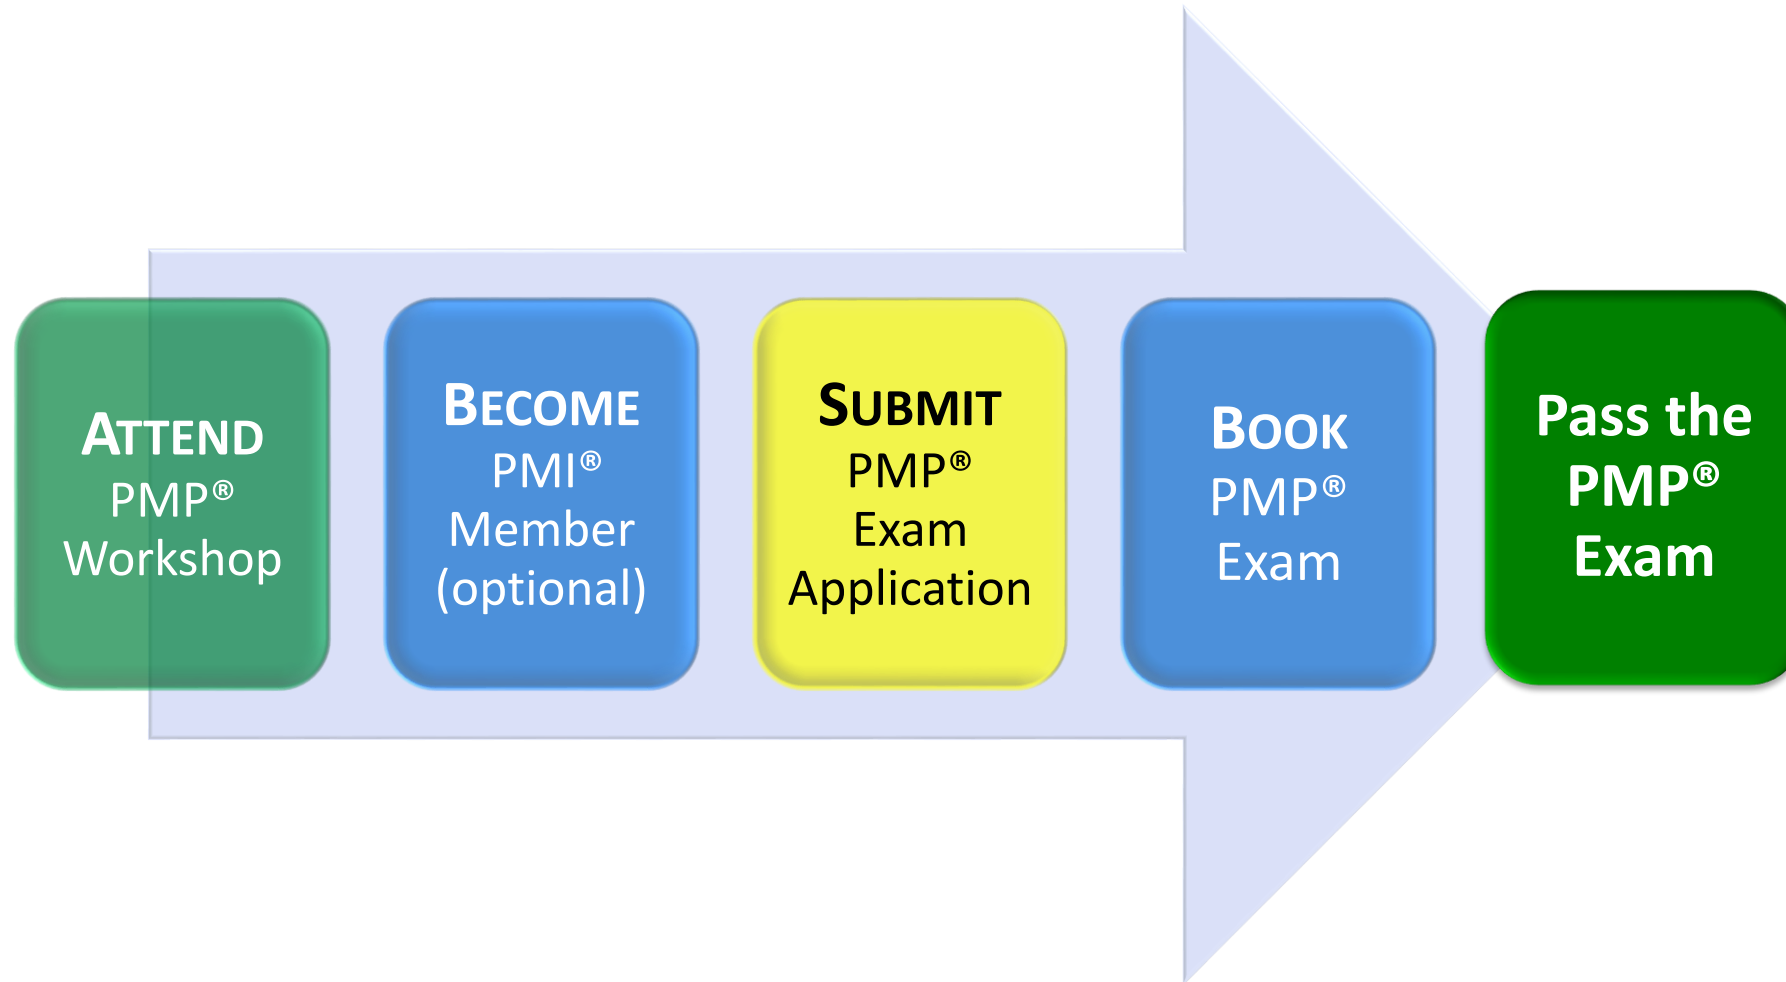 ATTEND
PMP®
Workshop
BECOME
PMI®
Member
(optional)
SUBMIT
PMP®
Exam
Application
BOOK
PMP®
Exam
Pass the
PMP®
Exam